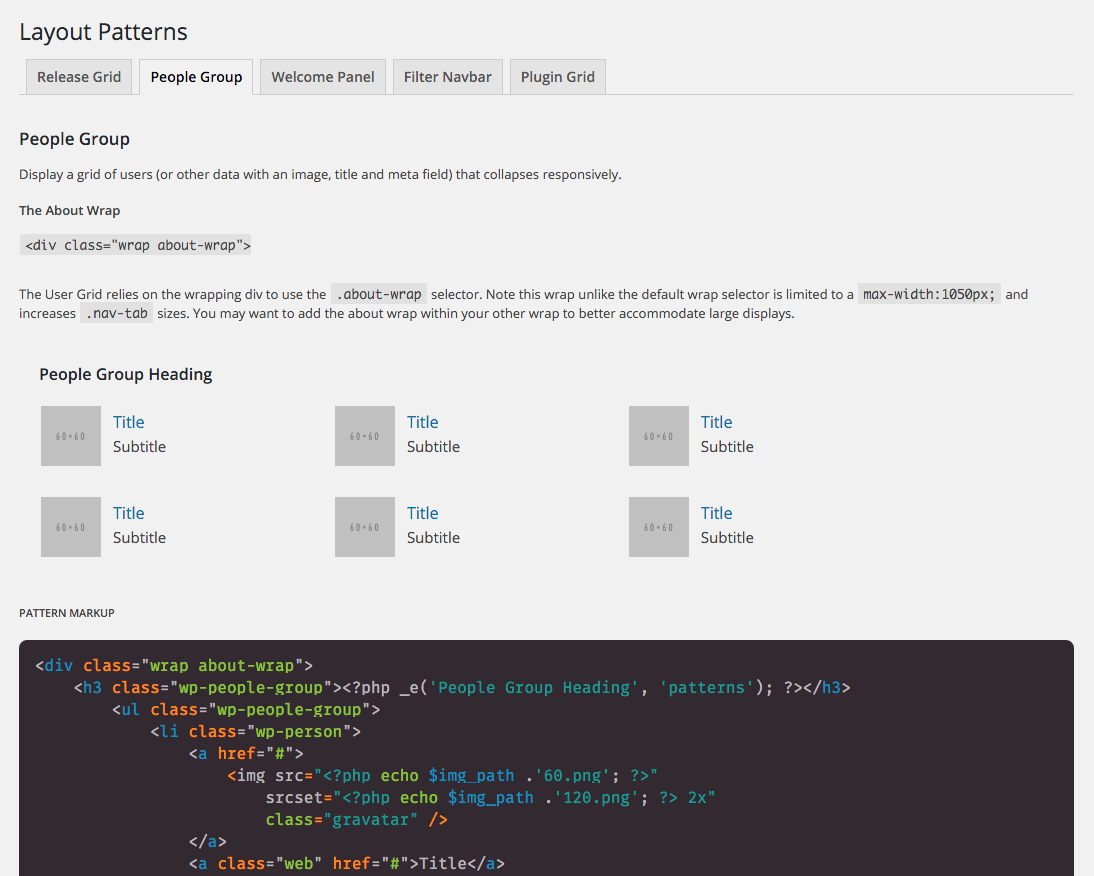 Layout Patterns
Release Grid People Group Welcome Panel Filter Navbar Plugin Grid
People Group
Display a grid of users (or other data with an image, title and meta field) that collapses responsively.
The About Wrap
<div class="wrap about-wrap">
The User Grid relies on the wrapping div to use the .about-wrap selector. Note this wrap unlike the default wrap selector is limited to a max-width:1050px; and
increases .nav-tab sizes. You may want to add the about wrap within your other wrap to better accommodate large displays.
People Group Heading
60×60 Title 60×60 Title 60×60 Title
Subtitle Subtitle Subtitle
60×60 Title 60×60 Title 60×60 Title
Subtitle Subtitle Subtitle
PATTERN MARKUP
<div class="wrap about-wrap">
    <h3 class="wp-people-group"><?php _e('People Group Heading', 'patterns'); ?></h3>
        <ul class="wp-people-group">
            <li class="wp-person">
                <a href="#">
                    <img src="<?php echo $img_path .'60.png'; ?>"
                        srcset="<?php echo $img_path .'120.png'; ?> 2x"
                        class="gravatar" />
                </a>
                <a class="web" href="#">Title</a>